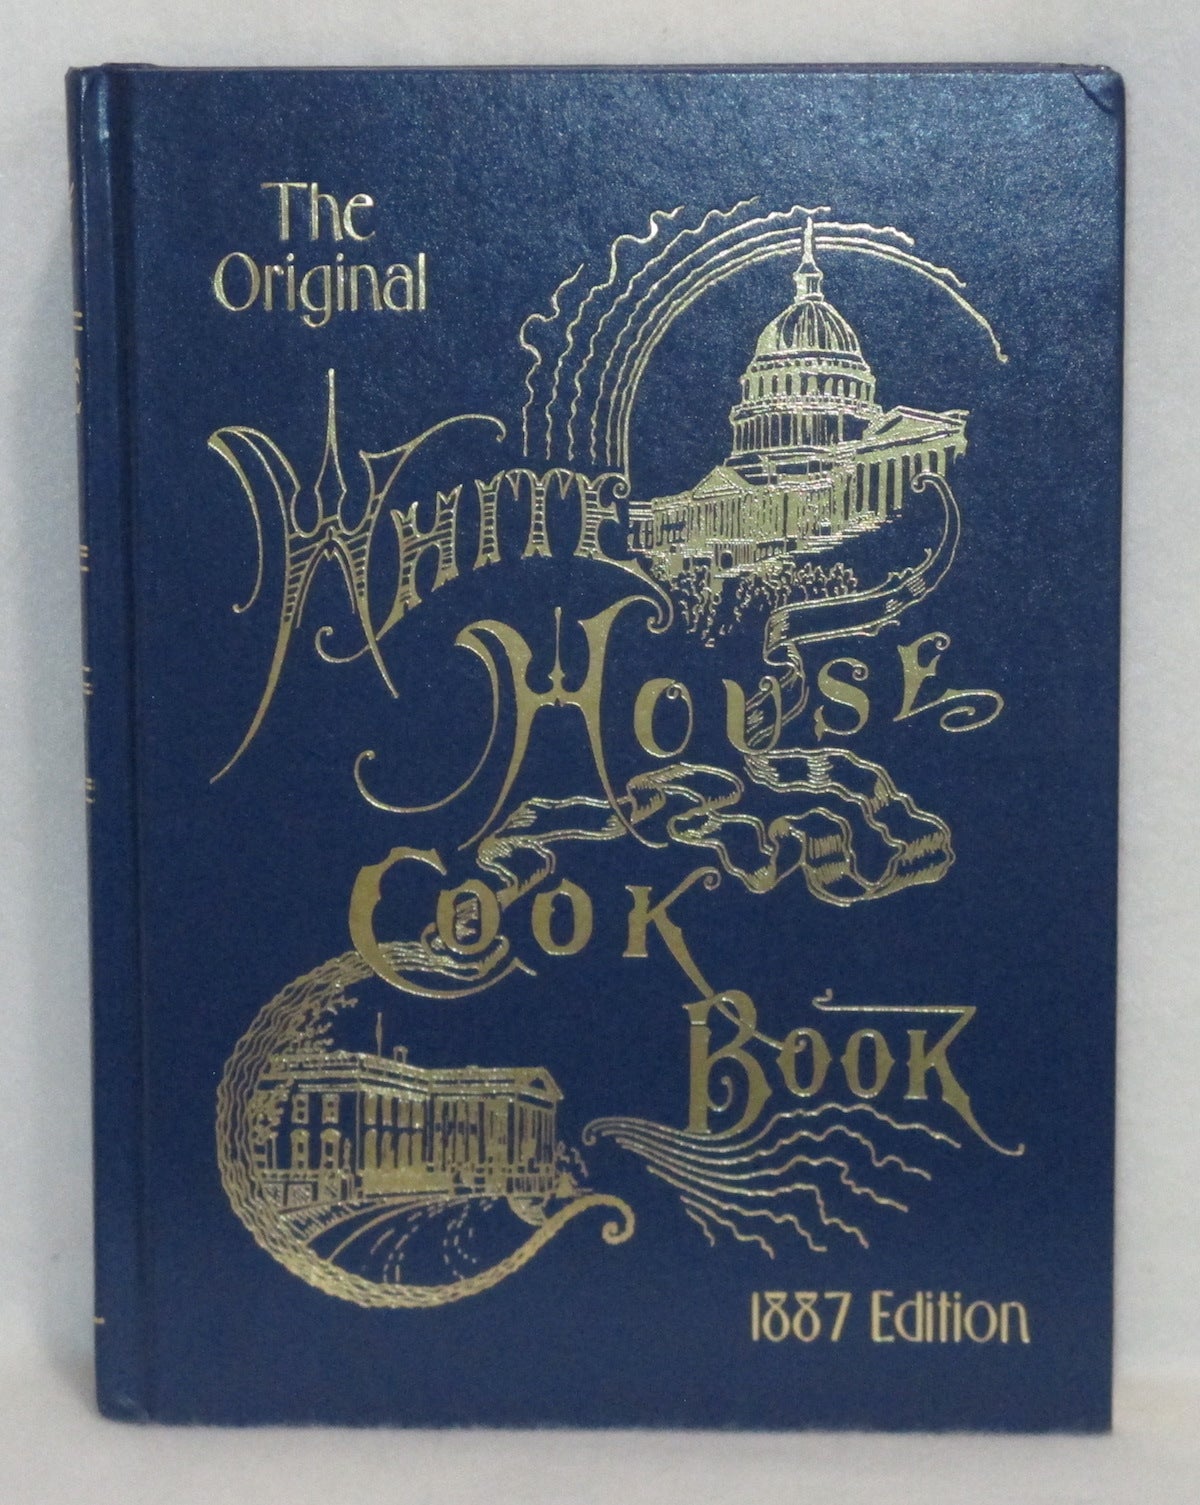 The
Original
WHITE
HOUSE
COOK
BOOK
1887 Edition